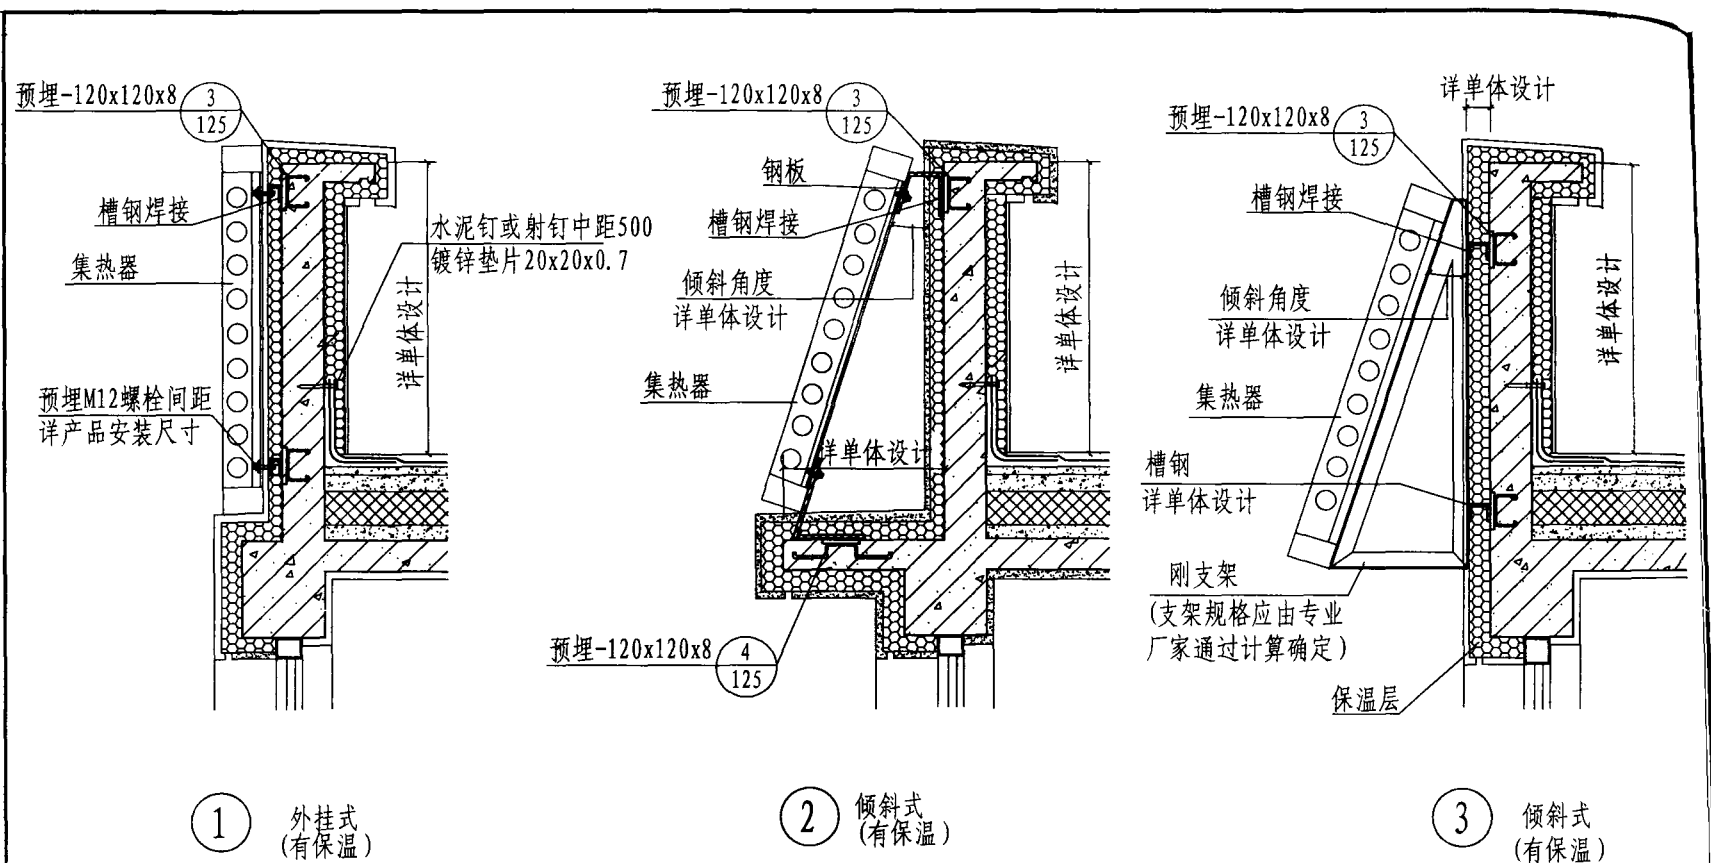 预埋-120x120x8
3
125
槽钢焊接
集热器
预埋M12螺栓间距
详产品安装尺寸
水泥钉或射钉中距500
镀锌垫片20x20x0.7
详单体设计
1
外挂式
(有保温)
预埋-120x120x8
3
125
钢板
槽钢焊接
倾斜角度
详单体设计
集热器
详单体设计
详单体设计
预埋-120x120x8
4
125
2
倾斜式
(有保温)
详单体设计
预埋-120x120x8
3
125
槽钢焊接
倾斜角度
详单体设计
集热器
槽钢
详单体设计
刚支架
(支架规格应由专业
厂家通过计算确定)
保温层
详单体设计
3
倾斜式
(有保温)